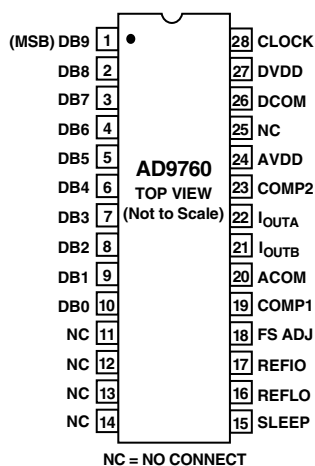 (MSB) DB9 1 28 CLOCK
DB8 2 27 DVDD
DB7 3 26 DCOM
DB6 4 25 NC
DB5 5 24 AVDD
DB4 6 AD9760 23 COMP2
TOP VIEW
DB3 7 (Not to Scale) 22 IOUTA
DB2 8 21 IOUTB
DB1 9 20 ACOM
DB0 10 19 COMP1
NC 11 18 FS ADJ
NC 12 17 REFIO
NC 13 16 REFLO
NC 14 15 SLEEP
NC = NO CONNECT